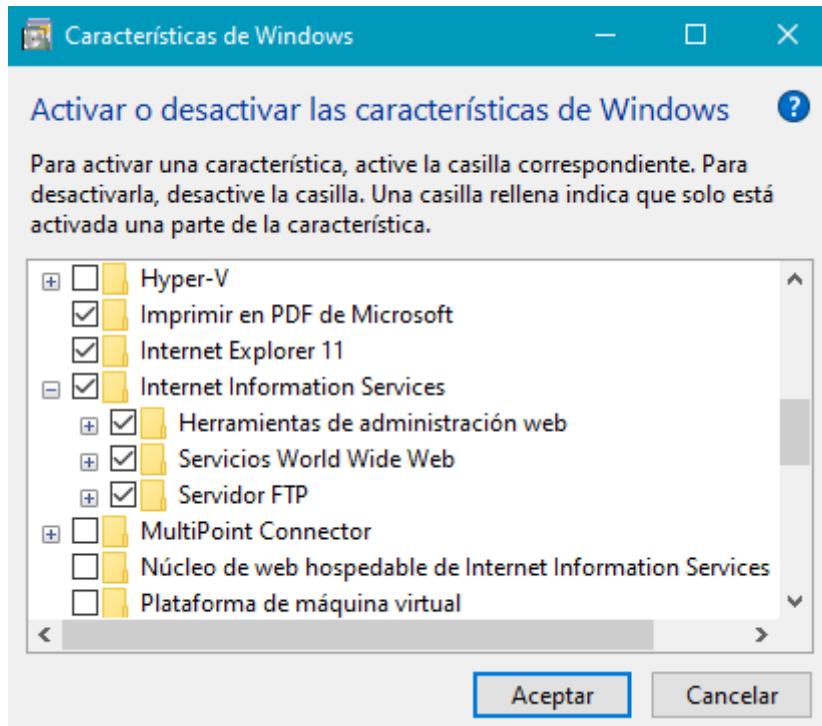 Características de Windows
Activar o desactivar las características de Windows
Para activar una característica, active la casilla correspondiente. Para
desactivarla, desactive la casilla. Una casilla rellena indica que solo está
activada una parte de la característica.
Hyper-V
Imprimir en PDF de Microsoft
Internet Explorer 11
Internet Information Services
Herramientas de administración web
Servicios World Wide Web
Servidor FTP
MultiPoint Connector
Núcleo de web hospedable de Internet Information Services
Plataforma de máquina virtual
Aceptar Cancelar